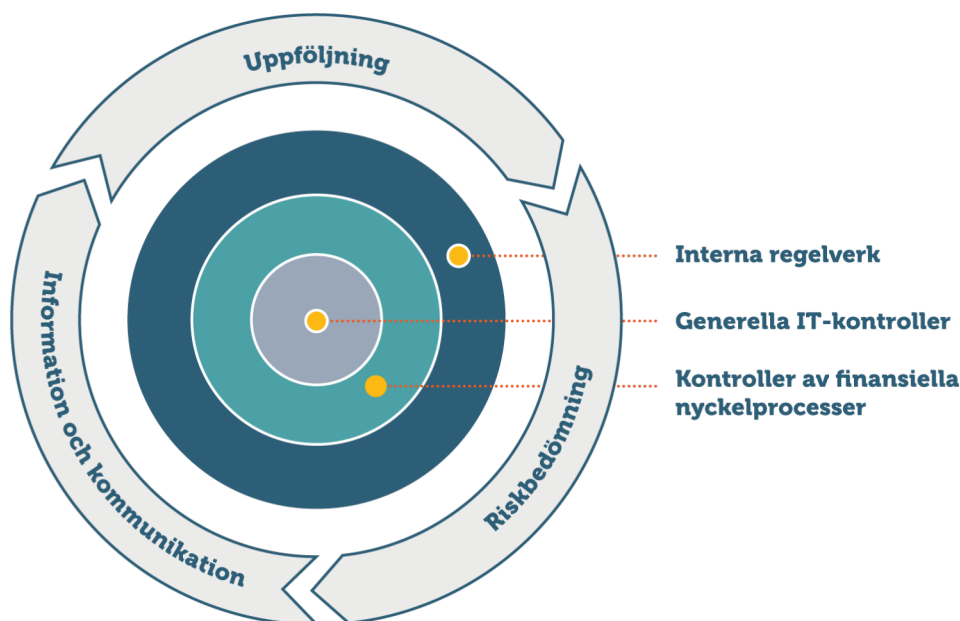 Uppföljning
Interna regelverk
Generella IT-kontroller
Kontroller av finansiella
nyckelprocesser
Riskbedömning
Information och kommunikation